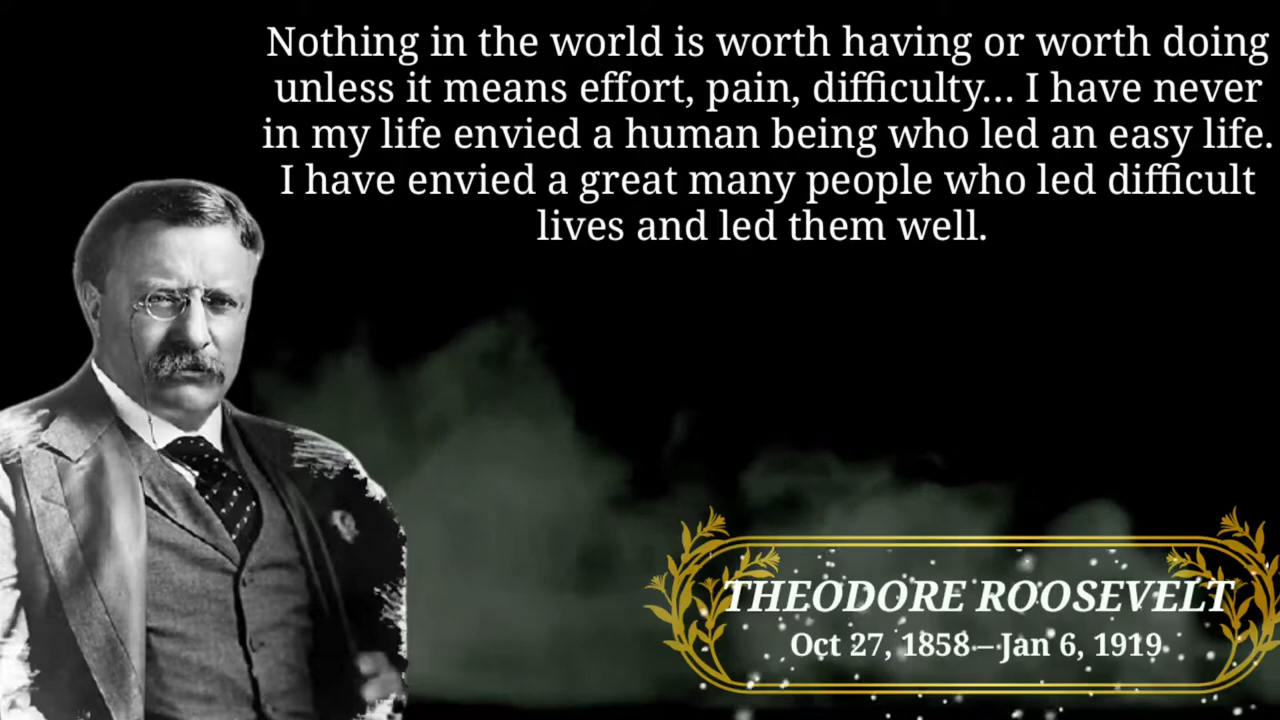 Nothing in the world is worth having or worth doing
unless it means effort, pain, difficulty... I have never
in my life envied a human being who led an easy life.
I have envied a great many people who led difficult
lives and led them well.
THEODORE ROOSEVELT
Oct 27, 1858 – Jan 6, 1919